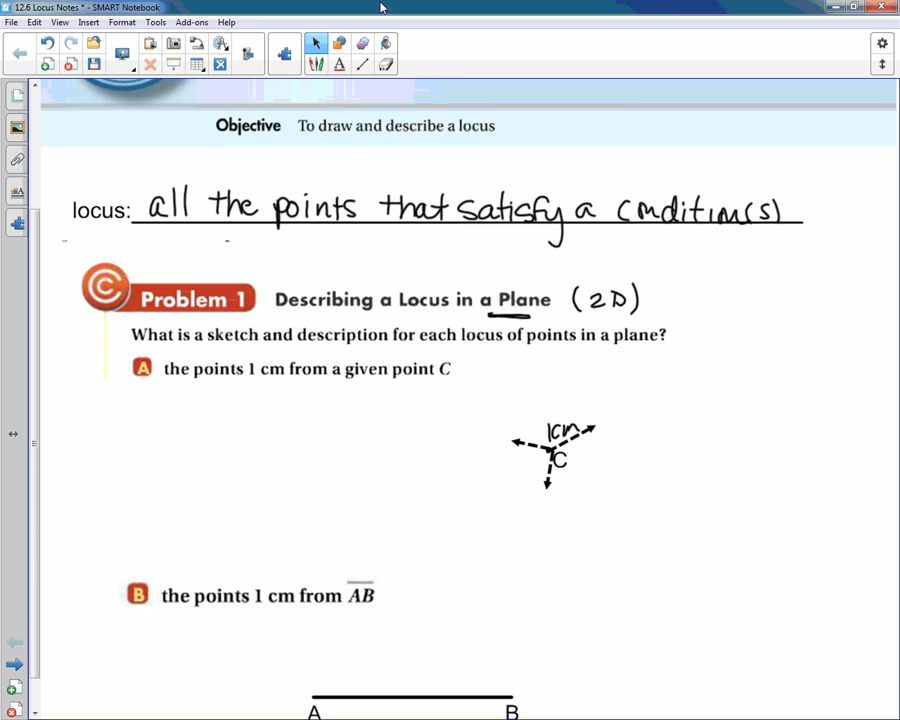 12.6 Locus Notes * - SMART Notebook
File Edit View Insert Format Tools Add-ons Help
Objective To draw and describe a locus
locus: all the points that satisfy a condition(s)
C Problem 1 Describing a Locus in a Plane (2D)
What is a sketch and description for each locus of points in a plane?
A the points 1 cm from a given point C
1cm
C
B the points 1 cm from AB
A B